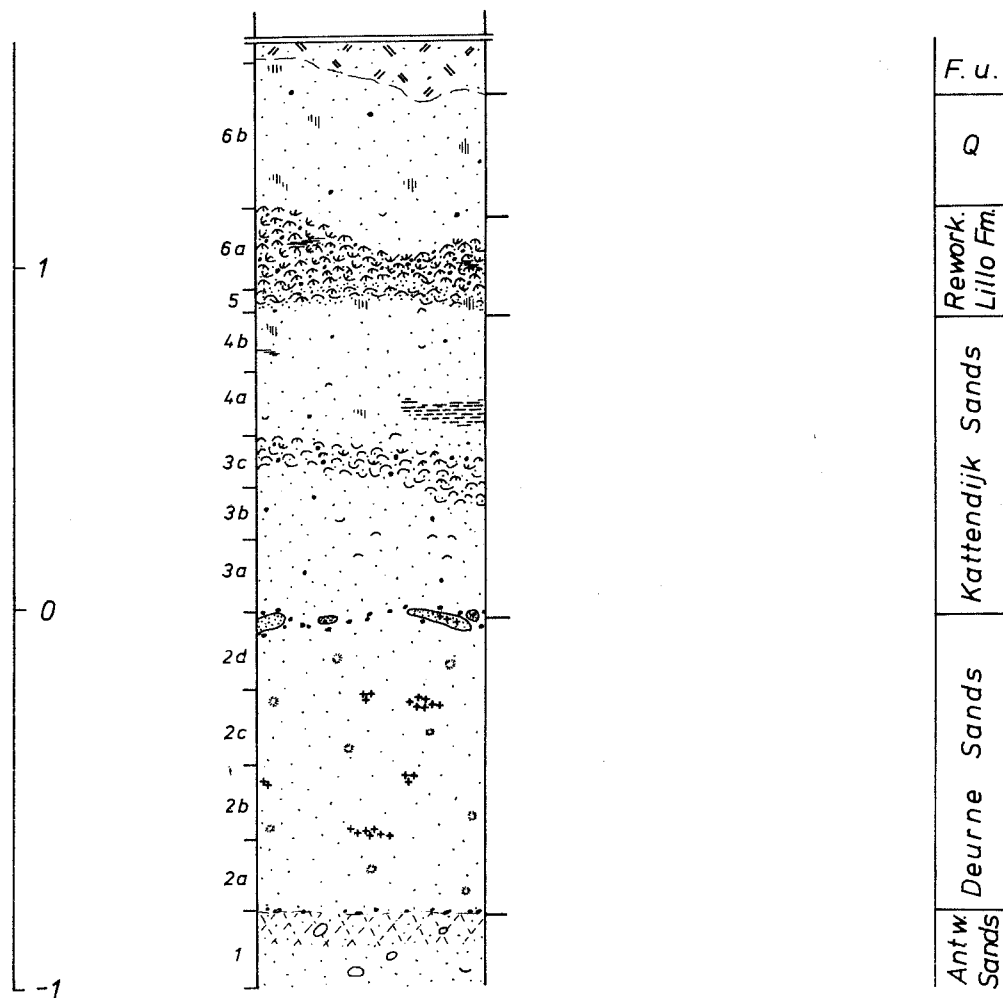 F. u.
6b
Q
6a
Rework.
Lillo Fm.
1
5
4b
4a
Kattendijk Sands
3c
3b
3a
0
2d
2c
Deurne Sands
2b
2a
1
Antw.
Sands
-1